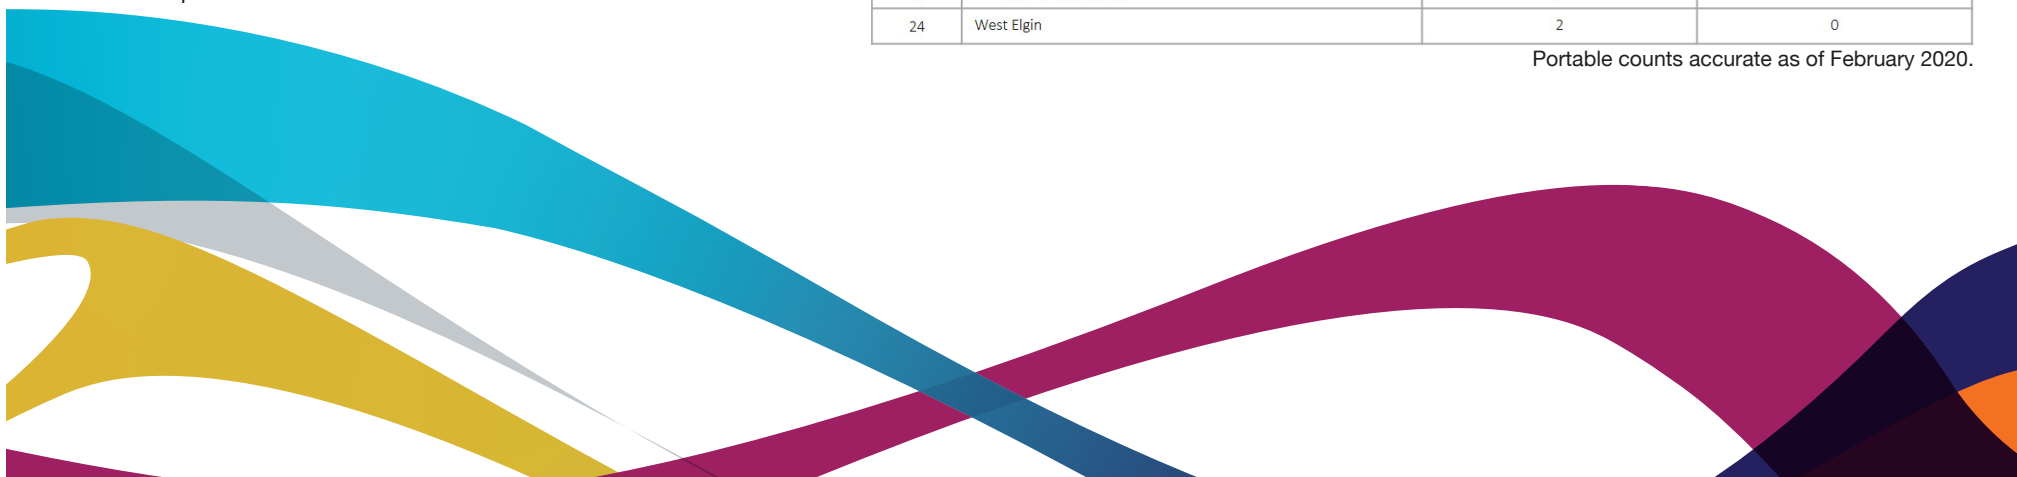 24 West Elgin 2 0
Portable counts accurate as of February 2020.